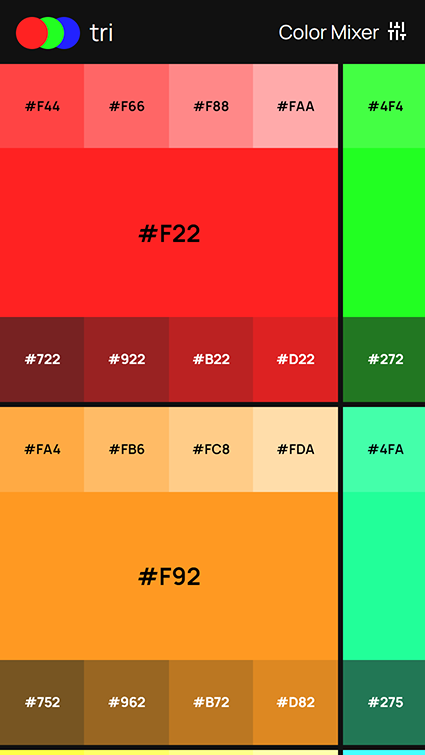 tri
Color Mixer
#F44 #F66 #F88 #FAA #4F4
#F22
#722 #922 #B22 #D22 #272
#FA4 #FB6 #FC8 #FDA #4FA
#F92
#752 #962 #B72 #D82 #275